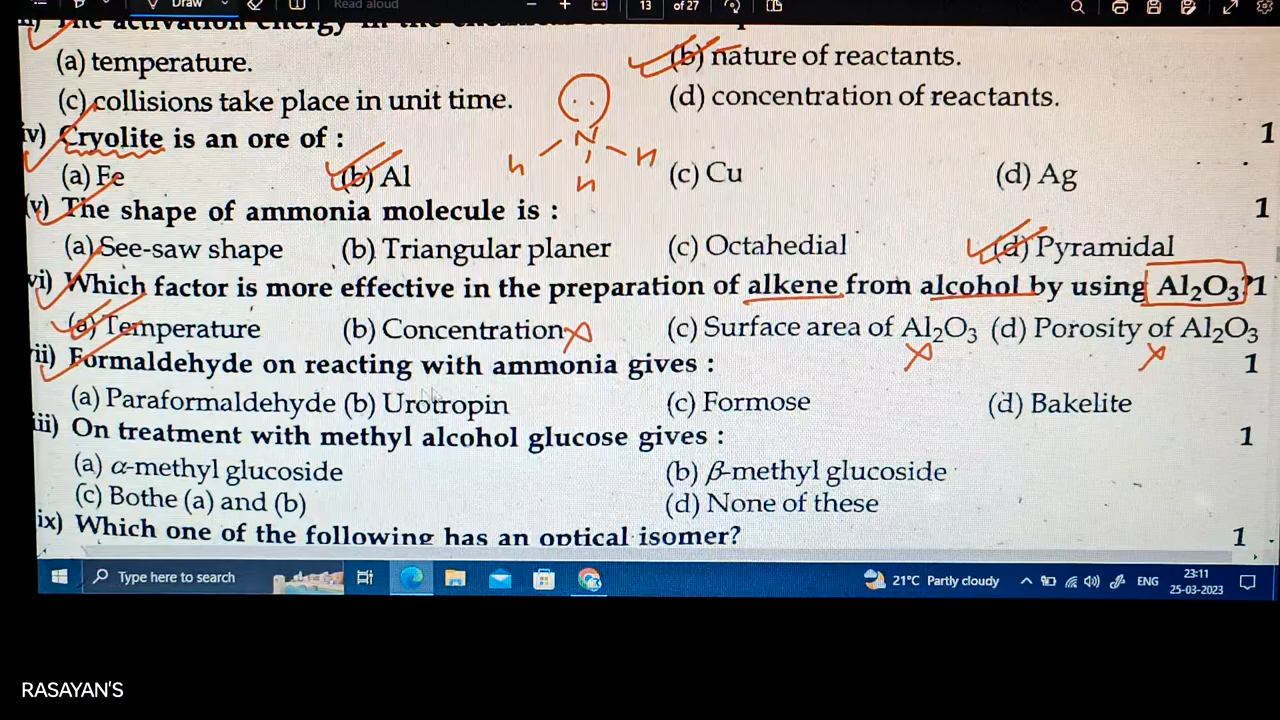 Draw
Read aloud
13 of 27
The activation energy in the
(a) temperature.
(b) nature of reactants.
(c) collisions take place in unit time.
(d) concentration of reactants.
iv) Cryolite is an ore of : 1
(a) Fe (b) Al (c) Cu (d) Ag
N
H H
H
(v) The shape of ammonia molecule is : 1
(a) See-saw shape (b) Triangular planer (c) Octahedial (d) Pyramidal
vi) Which factor is more effective in the preparation of alkene from alcohol by using Al₂O₃? 1
(a) Temperature (b) Concentration (c) Surface area of Al₂O₃ (d) Porosity of Al₂O₃
ii) Formaldehyde on reacting with ammonia gives : 1
(a) Paraformaldehyde (b) Urotropin (c) Formose (d) Bakelite
iii) On treatment with methyl alcohol glucose gives : 1
(a) α-methyl glucoside (b) β-methyl glucoside
(c) Bothe (a) and (b) (d) None of these
ix) Which one of the following has an optical isomer? 1
Type here to search
21°C Partly cloudy
ENG
23:11
25-03-2023
RASAYAN'S